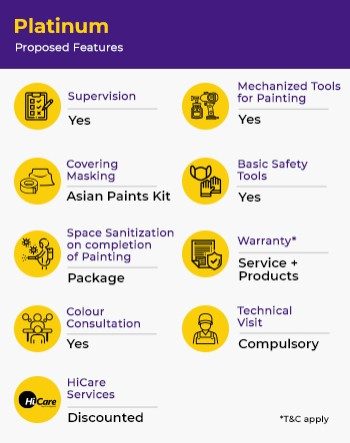 Platinum
Proposed Features
Supervision
Yes
Mechanized Tools
for Painting
Yes
Covering
Masking
Asian Paints Kit
Basic Safety
Tools
Yes
Space Sanitization
on completion
of Painting
Package
Warranty*
Service +
Products
Colour
Consultation
Yes
Technical
Visit
Compulsory
HiCare
HiCare
Services
Discounted
*T&C apply